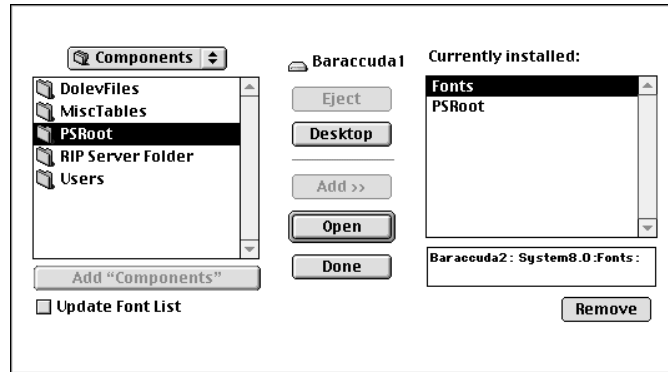 Components
DolevFiles
MiscTables
PSRoot
RIP Server Folder
Users
Add “Components”
Update Font List
Baraccuda1
Eject
Desktop
Add >>
Open
Done
Currently installed:
Fonts
PSRoot
Baraccuda2: System8.0:Fonts:
Remove